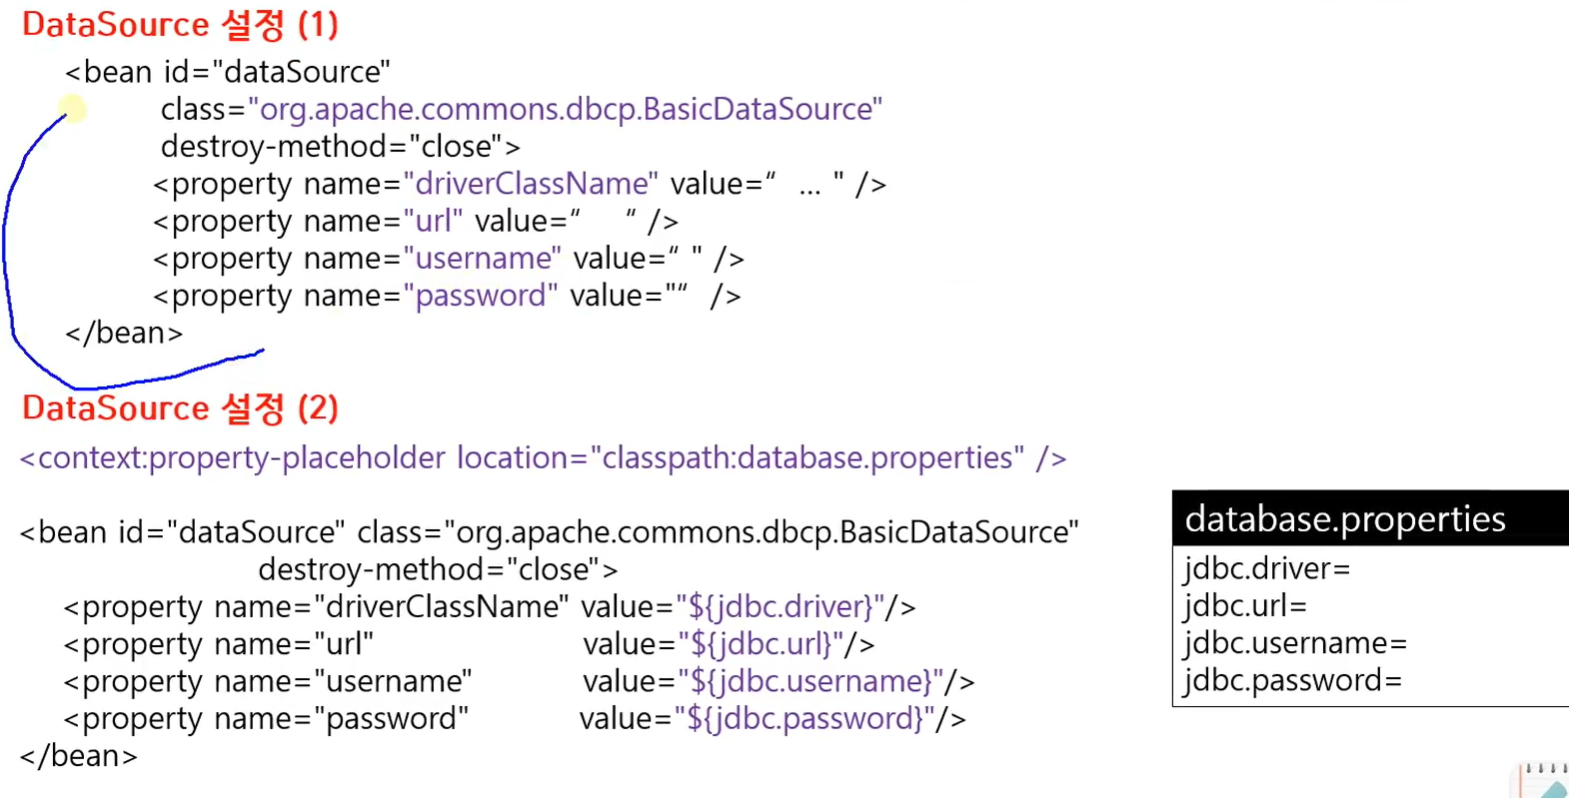 DataSource 설정 (1)
<bean id="dataSource"
class="org.apache.commons.dbcp.BasicDataSource"
destroy-method="close">
<property name="driverClassName" value=“ ... " />
<property name="url" value=“ “ />
<property name="username" value=“ " />
<property name="password" value="“ />
</bean>
DataSource 설정 (2)
<context:property-placeholder location="classpath:database.properties" />
<bean id="dataSource" class="org.apache.commons.dbcp.BasicDataSource"
destroy-method="close">
<property name="driverClassName" value="${jdbc.driver}"/>
<property name="url" value="${jdbc.url}"/>
<property name="username" value="${jdbc.username}"/>
<property name="password" value="${jdbc.password}"/>
</bean>
database.properties
jdbc.driver=
jdbc.url=
jdbc.username=
jdbc.password=